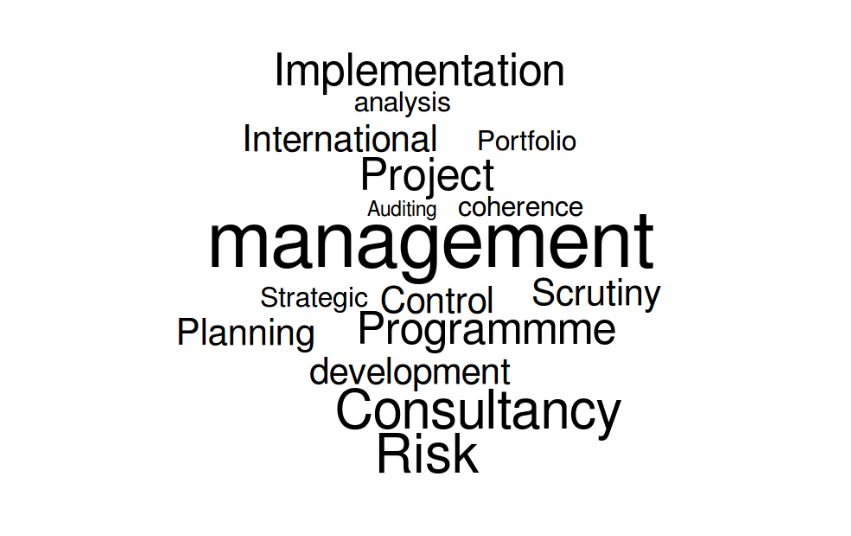 Implementation
analysis
International Portfolio
Project
Auditing coherence
management
Strategic Control Scrutiny
Planning Programmme
development
Consultancy
Risk